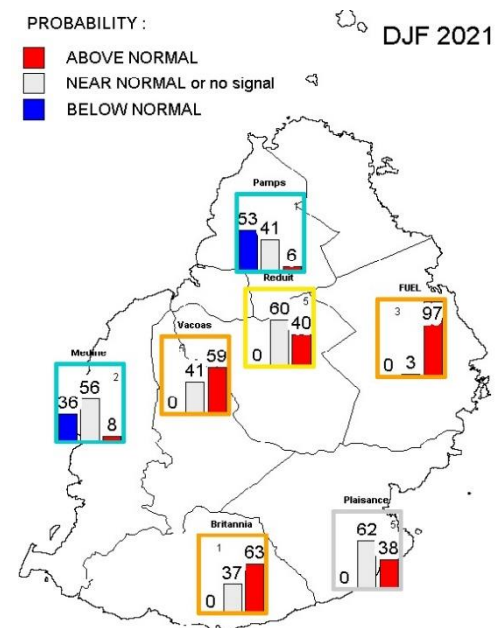 PROBABILITY :
DJF 2021
ABOVE NORMAL
NEAR NORMAL or no signal
BELOW NORMAL
Pamps
53 41 6
Reduit
5
0 60 40
FUEL
3
0 3 97
Vacoas
0 41 59
Medine
2
36 56 8
Plaisance
5
0 62 38
Britannia
1
0 37 63